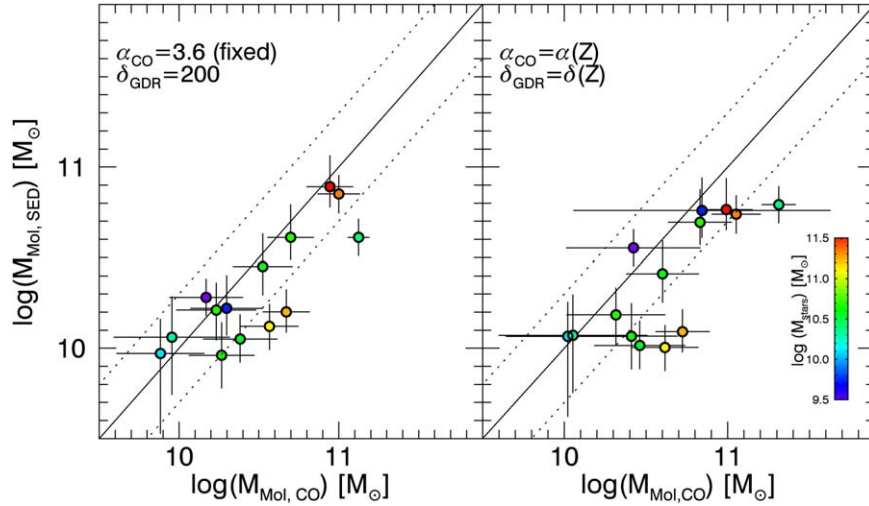 α_CO=3.6 (fixed)
δ_GDR=200
α_CO=α(Z)
δ_GDR=δ(Z)
log(M_Mol, SED) [M_⊙]
11
10
10 11
10 11
log(M_Mol, CO) [M_⊙]
log(M_Mol,CO) [M_⊙]
11.5
11.0
10.5
10.0
9.5
log (M_stars) [M_⊙]